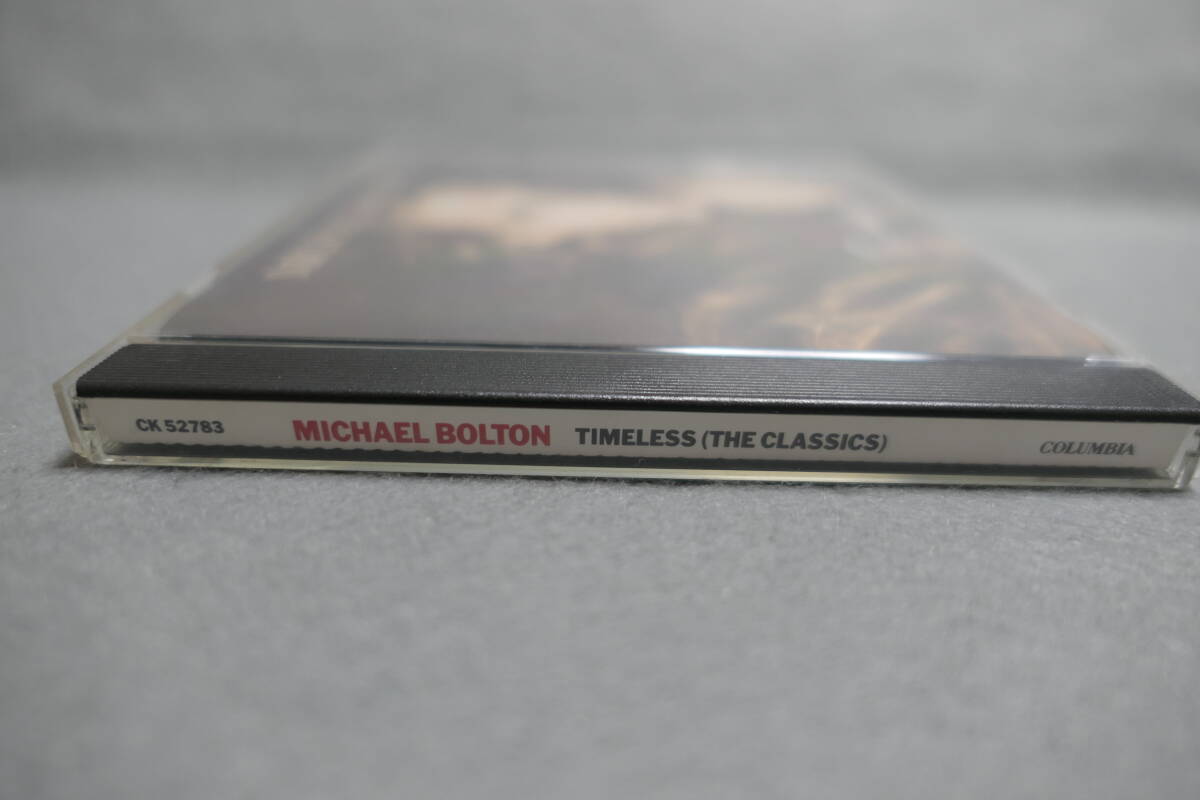 CK 52783 MICHAEL BOLTON TIMELESS (THE CLASSICS) COLUMBIA